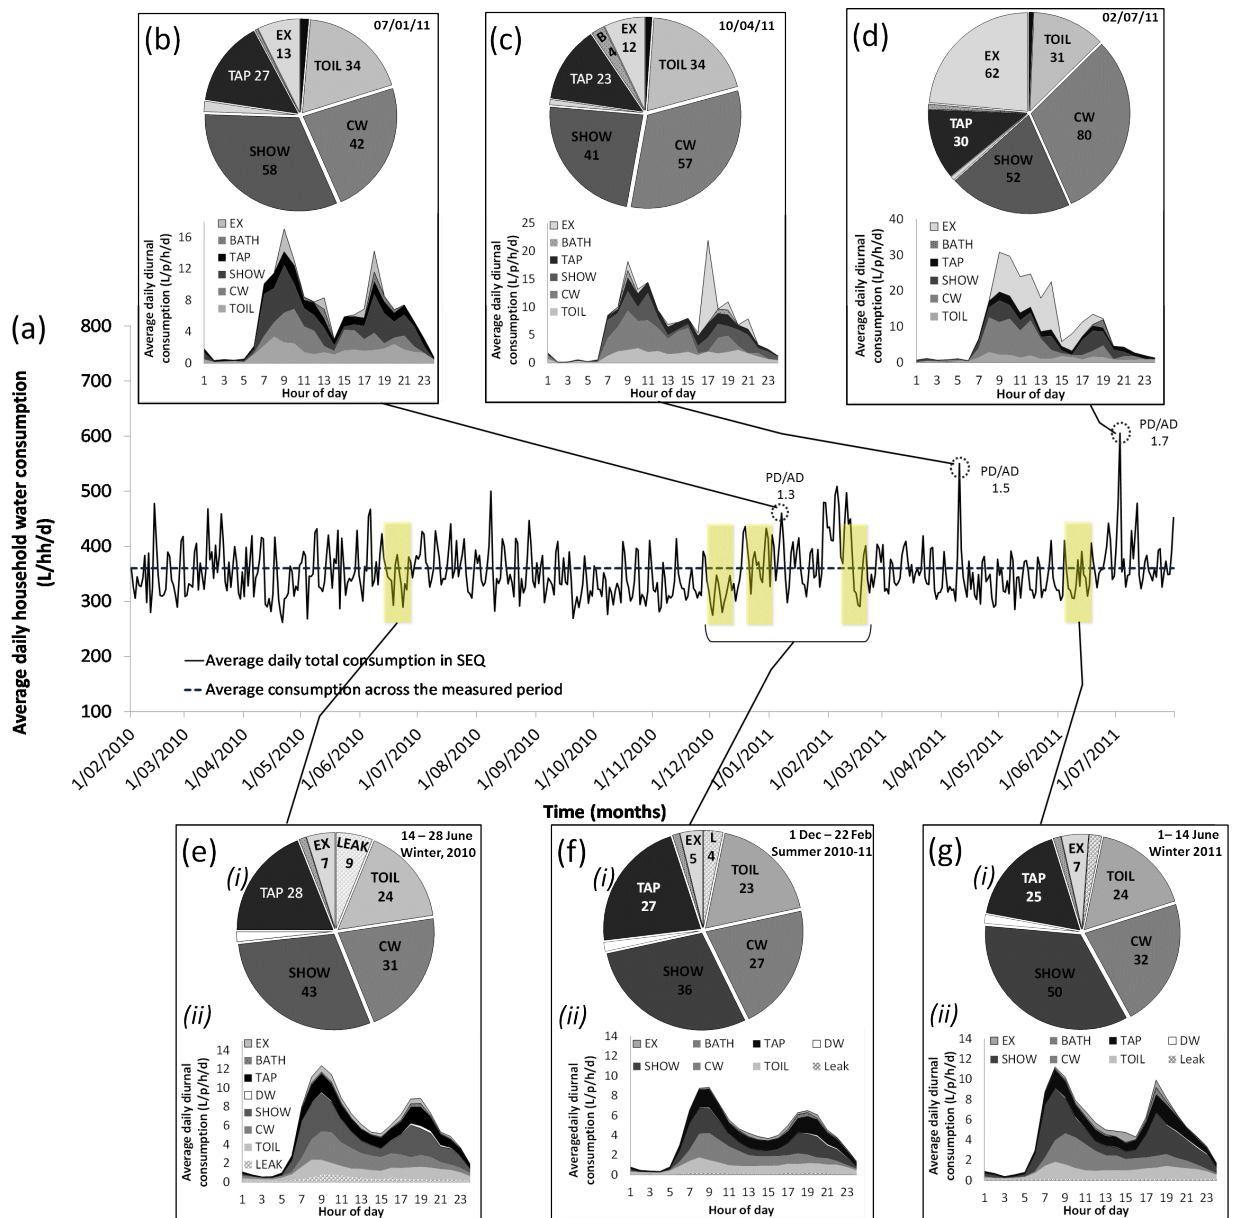 (b)
07/01/11
EX
13
TOIL 34
TAP 27
CW
42
SHOW
58
Average daily diurnal
consumption (L/p/h/d)
16
12
8
4
0
EX
BATH
TAP
SHOW
CW
TOIL
1 3 5 7 9 11 13 15 17 19 21 23
Hour of day
(c)
10/04/11
B
4
EX
12
TOIL 34
TAP 23
CW
57
SHOW
41
Average daily diurnal
consumption (L/p/h/d)
25
20
15
10
5
0
EX
BATH
TAP
SHOW
CW
TOIL
1 3 5 7 9 11 13 15 17 19 21 23
Hour of day
(d)
02/07/11
EX
62
TOIL
31
CW
80
TAP
30
SHOW
52
Average daily diurnal
consumption (L/p/h/d)
40
30
20
10
0
EX
BATH
TAP
SHOW
CW
TOIL
1 3 5 7 9 11 13 15 17 19 21 23
Hour of day
(a)
Average daily household water consumption
(L/hh/d)
800
700
600
500
400
300
200
100
PD/AD
1.3
PD/AD
1.5
PD/AD
1.7
Average daily total consumption in SEQ
Average consumption across the measured period
1/02/2010
1/03/2010
1/04/2010
1/05/2010
1/06/2010
1/07/2010
1/08/2010
1/09/2010
1/10/2010
1/11/2010
1/12/2010
1/01/2011
1/02/2011
1/03/2011
1/04/2011
1/05/2011
1/06/2011
1/07/2011
Time (months)
(e)
14 – 28 June
Winter, 2010
(i)
EX
7
LEAK
9
TOIL
24
TAP 28
CW
31
SHOW
43
(ii)
Average daily diurnal
consumption (L/p/h/d)
14
12
10
8
6
4
2
0
EX
BATH
TAP
DW
SHOW
CW
TOIL
LEAK
1 3 5 7 9 11 13 15 17 19 21 23
Hour of day
(f)
1 Dec – 22 Feb
Summer 2010-11
(i)
EX
5
L
4
TOIL
23
TAP
27
CW
27
SHOW
36
(ii)
Averagedaily diurnal
consumption (L/p/h/d)
14
12
10
8
6
4
2
0
EX BATH TAP DW
SHOW CW TOIL Leak
1 3 5 7 9 11 13 15 17 19 21 23
Hour of day
(g)
1– 14 June
Winter 2011
(i)
EX
7
TOIL
24
TAP
25
CW
32
SHOW
50
(ii)
Average daily diurnal
consumption (L/p/h/d)
14
12
10
8
6
4
2
0
EX BATH TAP DW
SHOW CW TOIL Leak
1 3 5 7 9 11 13 15 17 19 21 23
Hour of day